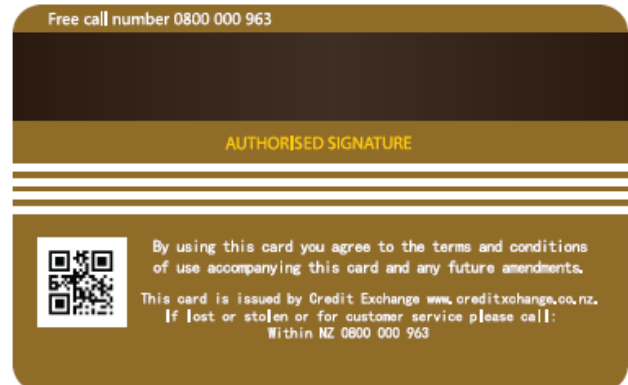 Free call number 0800 000 963
AUTHORISED SIGNATURE
By using this card you agree to the terms and conditions
of use accompanying this card and any future amendments.
This card is issued by Credit Exchange www.creditxchange.co.nz.
If lost or stolen or for customer service please call:
Within NZ 0800 000 963